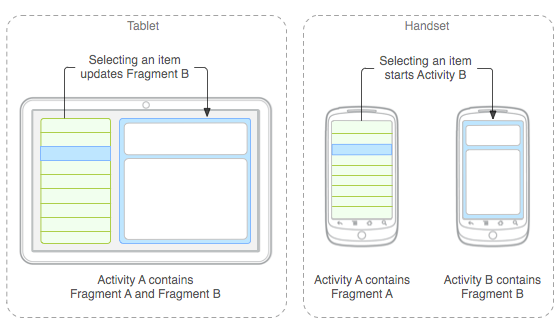 Tablet
Selecting an item
updates Fragment B
Activity A contains
Fragment A and Fragment B
Handset
Selecting an item
starts Activity B
Activity A contains
Fragment A
Activity B contains
Fragment B